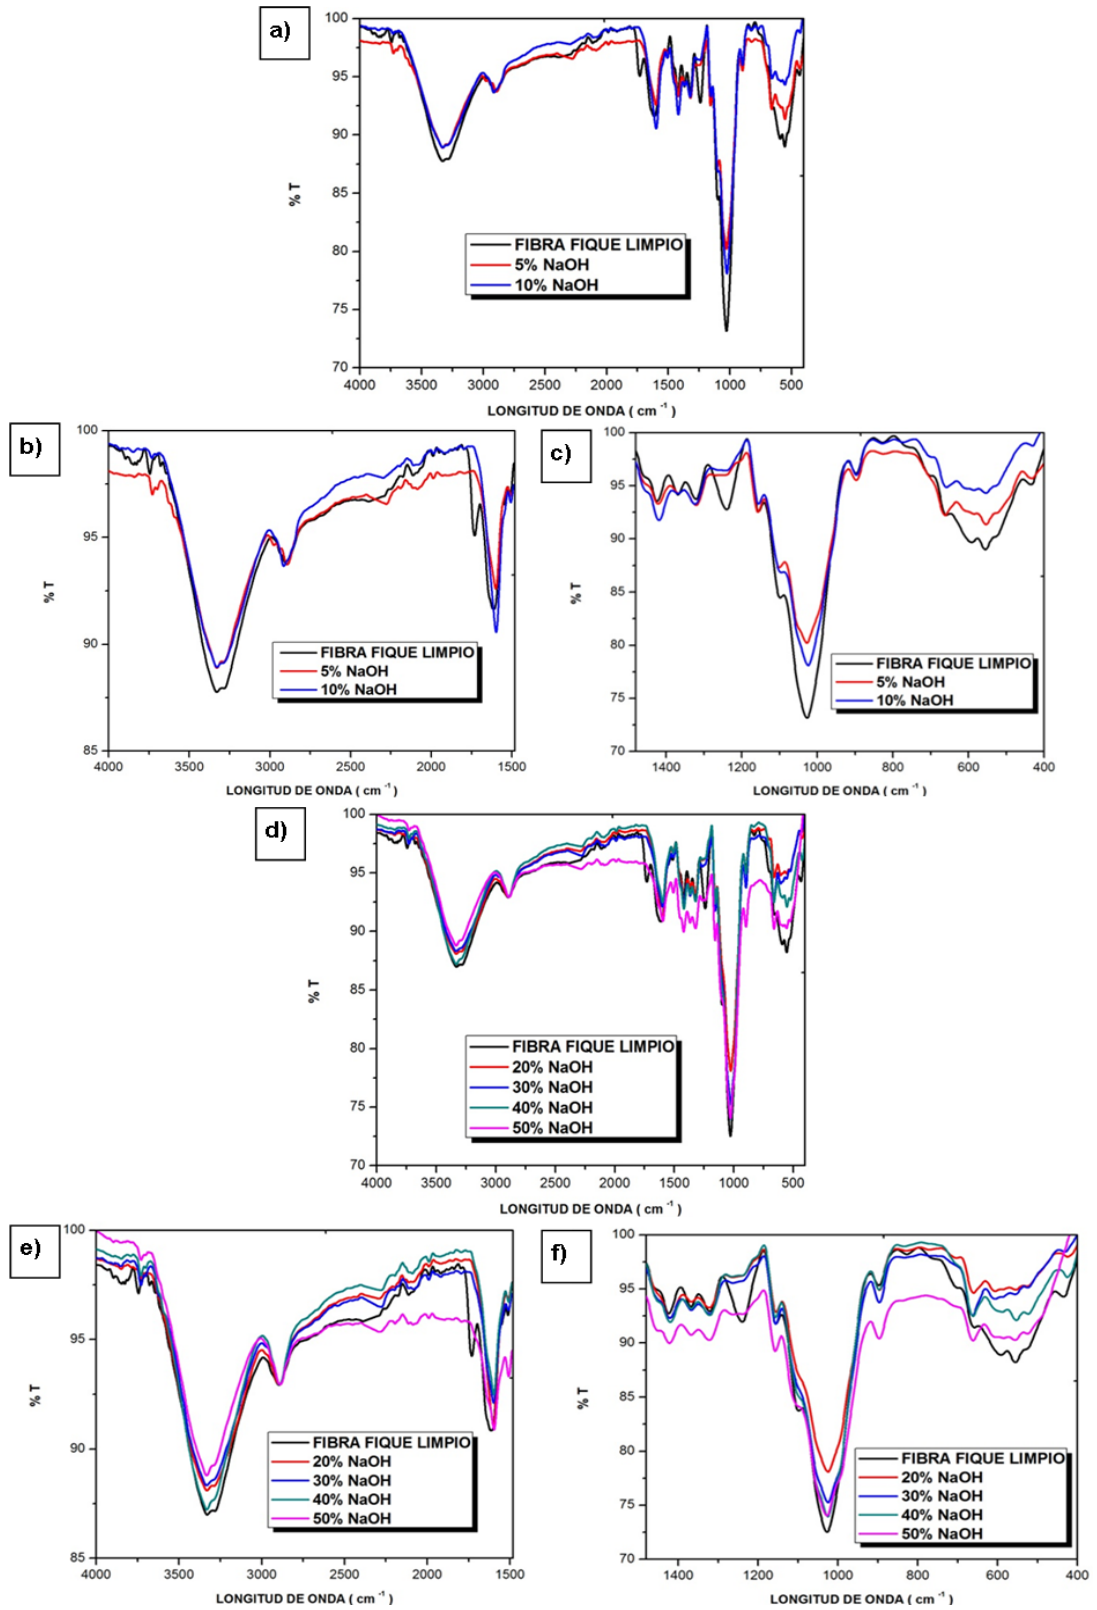 a)
100
95
90
85
80
75
70
% T
FIBRA FIQUE LIMPIO
5% NaOH
10% NaOH
4000 3500 3000 2500 2000 1500 1000 500
LONGITUD DE ONDA ( cm -1 )
b)
100
95
90
85
% T
FIBRA FIQUE LIMPIO
5% NaOH
10% NaOH
4000 3500 3000 2500 2000 1500
LONGITUD DE ONDA ( cm -1 )
c)
100
95
90
85
80
75
70
% T
FIBRA FIQUE LIMPIO
5% NaOH
10% NaOH
1400 1200 1000 800 600 400
LONGITUD DE ONDA ( cm -1 )
d)
100
95
90
85
80
75
70
% T
FIBRA FIQUE LIMPIO
20% NaOH
30% NaOH
40% NaOH
50% NaOH
4000 3500 3000 2500 2000 1500 1000 500
LONGITUD DE ONDA ( cm -1 )
e)
100
95
90
85
% T
FIBRA FIQUE LIMPIO
20% NaOH
30% NaOH
40% NaOH
50% NaOH
4000 3500 3000 2500 2000 1500
LONGITUD DE ONDA ( cm -1 )
f)
100
95
90
85
80
75
70
% T
FIBRA FIQUE LIMPIO
20% NaOH
30% NaOH
40% NaOH
50% NaOH
1400 1200 1000 800 600 400
LONGITUD DE ONDA ( cm -1 )